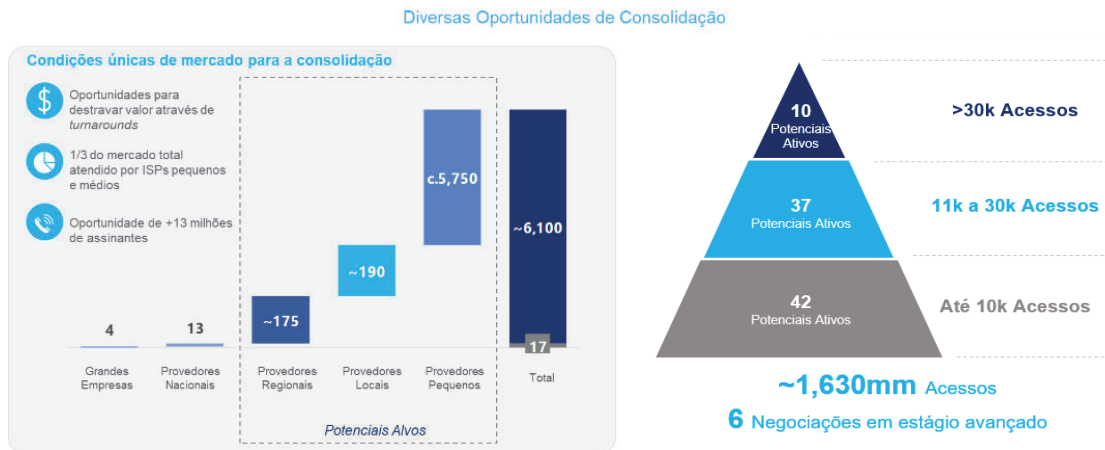 Diversas Oportunidades de Consolidação
Condições únicas de mercado para a consolidação
Oportunidades para
destravar valor através de
turnarounds
1/3 do mercado total
atendido por ISPs pequenos
e médios
Oportunidade de +13 milhões
de assinantes
4
13
~175
~190
c.5,750
~6,100
17
Grandes
Empresas
Provedores
Nacionais
Provedores
Regionais
Provedores
Locais
Provedores
Pequenos
Total
Potenciais Alvos
10
Potenciais
Ativos
>30k Acessos
37
Potenciais Ativos
11k a 30k Acessos
42
Potenciais Ativos
Até 10k Acessos
~1,630mm Acessos
6 Negociações em estágio avançado